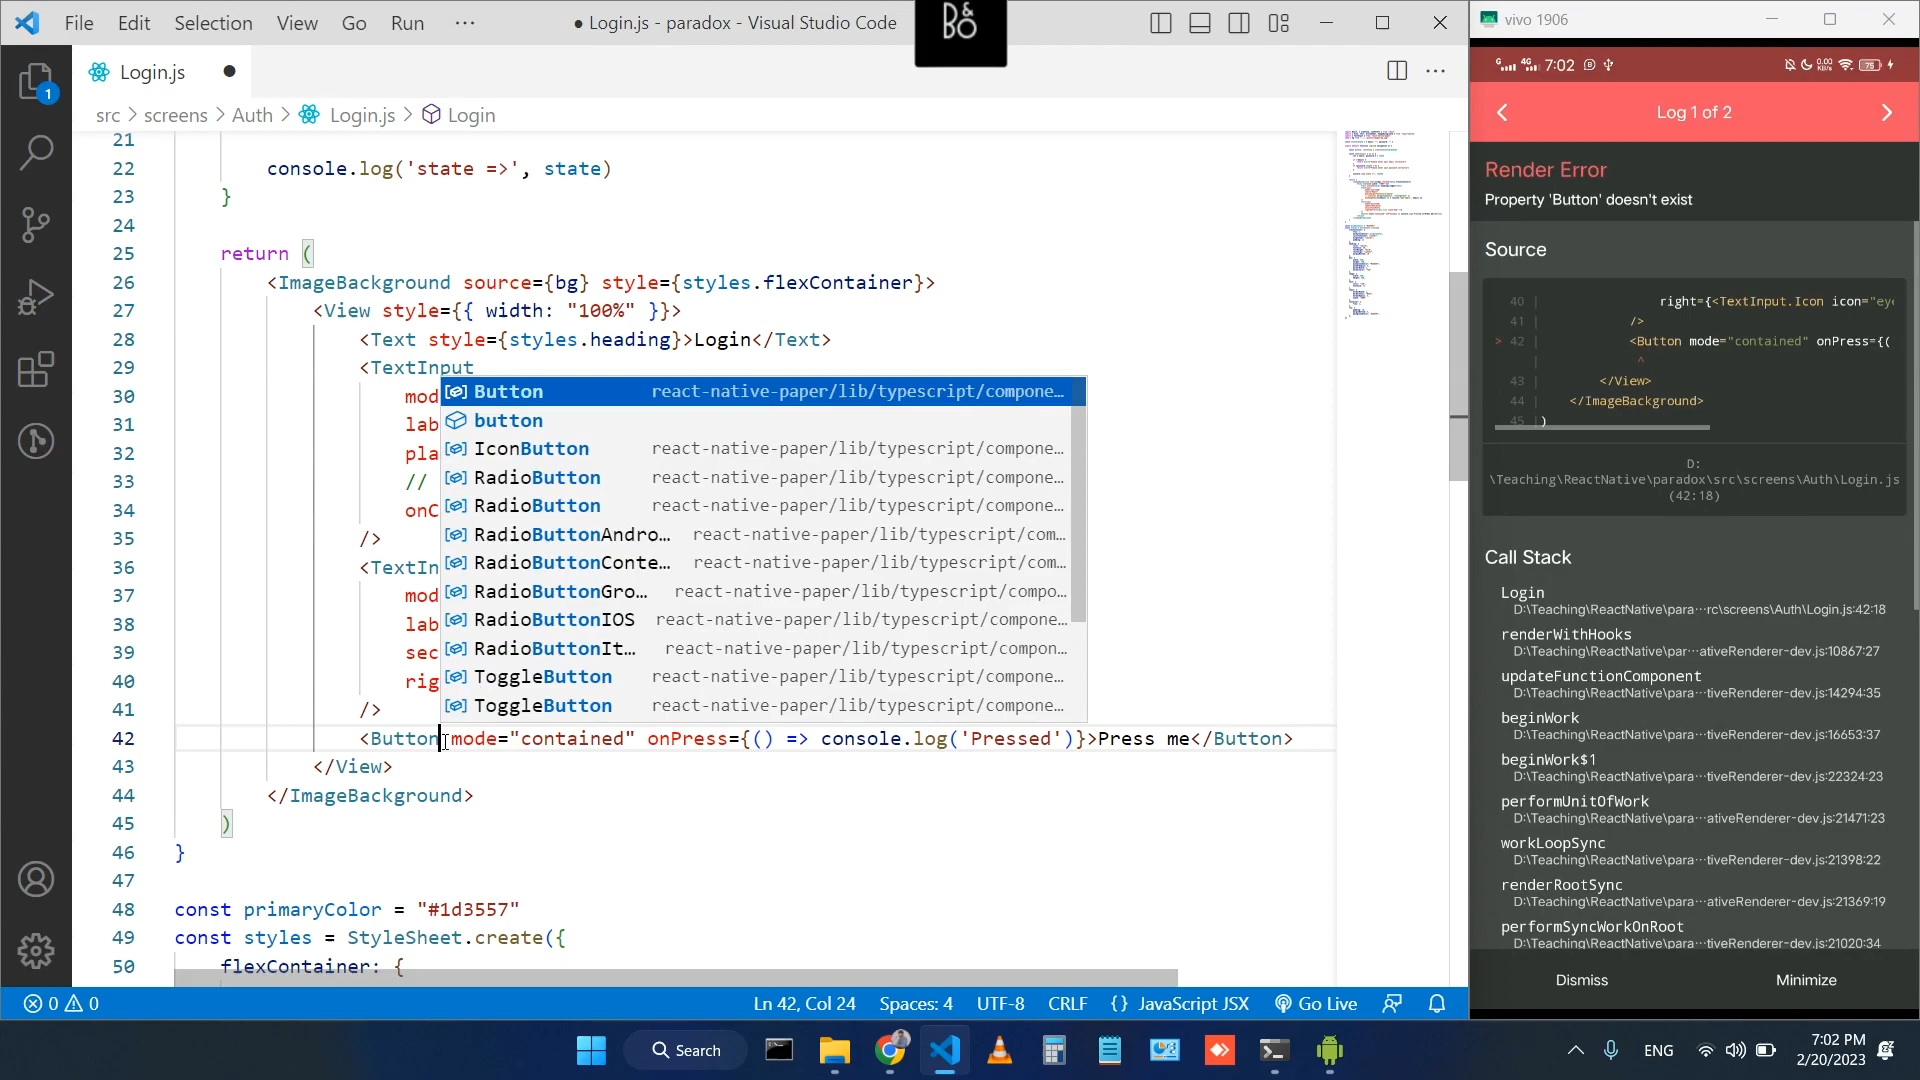 File Edit Selection View Go Run ··· ● Login.js - paradox - Visual Studio Code
B&O
vivo 1906
Login.js ●
src > screens > Auth > Login.js > Login
21
22 console.log('state =>', state)
23 }
24
25 return (
26 <ImageBackground source={bg} style={styles.flexContainer}>
27 <View style={{ width: "100%" }}>
28 <Text style={styles.heading}>Login</Text>
29 <TextInput
30 mod
31 lab
32 pla
33 //
34 onC
35 />
36 <TextIn
37 mod
38 lab
39 sec
40 rig
41 />
42 <Button mode="contained" onPress={() => console.log('Pressed')}>Press me</Button>
43 </View>
44 </ImageBackground>
45 )
46 }
47
48 const primaryColor = "#1d3557"
49 const styles = StyleSheet.create({
50 flexContainer: {
Button react-native-paper/lib/typescript/compone…
button
IconButton react-native-paper/lib/typescript/compone…
RadioButton react-native-paper/lib/typescript/compone…
RadioButton react-native-paper/lib/typescript/compone…
RadioButtonAndro… react-native-paper/lib/typescript/com…
RadioButtonConte… react-native-paper/lib/typescript/com…
RadioButtonGro… react-native-paper/lib/typescript/compo…
RadioButtonIOS react-native-paper/lib/typescript/compone…
RadioButtonIt… react-native-paper/lib/typescript/compon…
ToggleButton react-native-paper/lib/typescript/compone…
ToggleButton react-native-paper/lib/typescript/compone…
1
0 0 Ln 42, Col 24 Spaces: 4 UTF-8 CRLF {} JavaScript JSX Go Live
G 4G 7:02 0.00 KB/s 75
Log 1 of 2
Render Error
Property 'Button' doesn't exist
Source
40 | right={<TextInput.Icon icon="eye
41 | />
> 42 | <Button mode="contained" onPress={(
| ^
43 | </View>
44 | </ImageBackground>
45 | )
D:
\Teaching\ReactNative\paradox\src\screens\Auth\Login.js
(42:18)
Call Stack
Login
D:\Teaching\ReactNative\para···rc\screens\Auth\Login.js:42:18
renderWithHooks
D:\Teaching\ReactNative\par···ativeRenderer-dev.js:10867:27
updateFunctionComponent
D:\Teaching\ReactNative\para···tiveRenderer-dev.js:14294:35
beginWork
D:\Teaching\ReactNative\para···tiveRenderer-dev.js:16653:37
beginWork$1
D:\Teaching\ReactNative\para···tiveRenderer-dev.js:22324:23
performUnitOfWork
D:\Teaching\ReactNative\para···ativeRenderer-dev.js:21471:23
workLoopSync
D:\Teaching\ReactNative\para···tiveRenderer-dev.js:21398:22
renderRootSync
D:\Teaching\ReactNative\para···ativeRenderer-dev.js:21369:19
performSyncWorkOnRoot
D:\Teaching\ReactNative\para···tiveRenderer-dev.js:21020:34
Dismiss Minimize
Search ENG 7:02 PM
2/20/2023